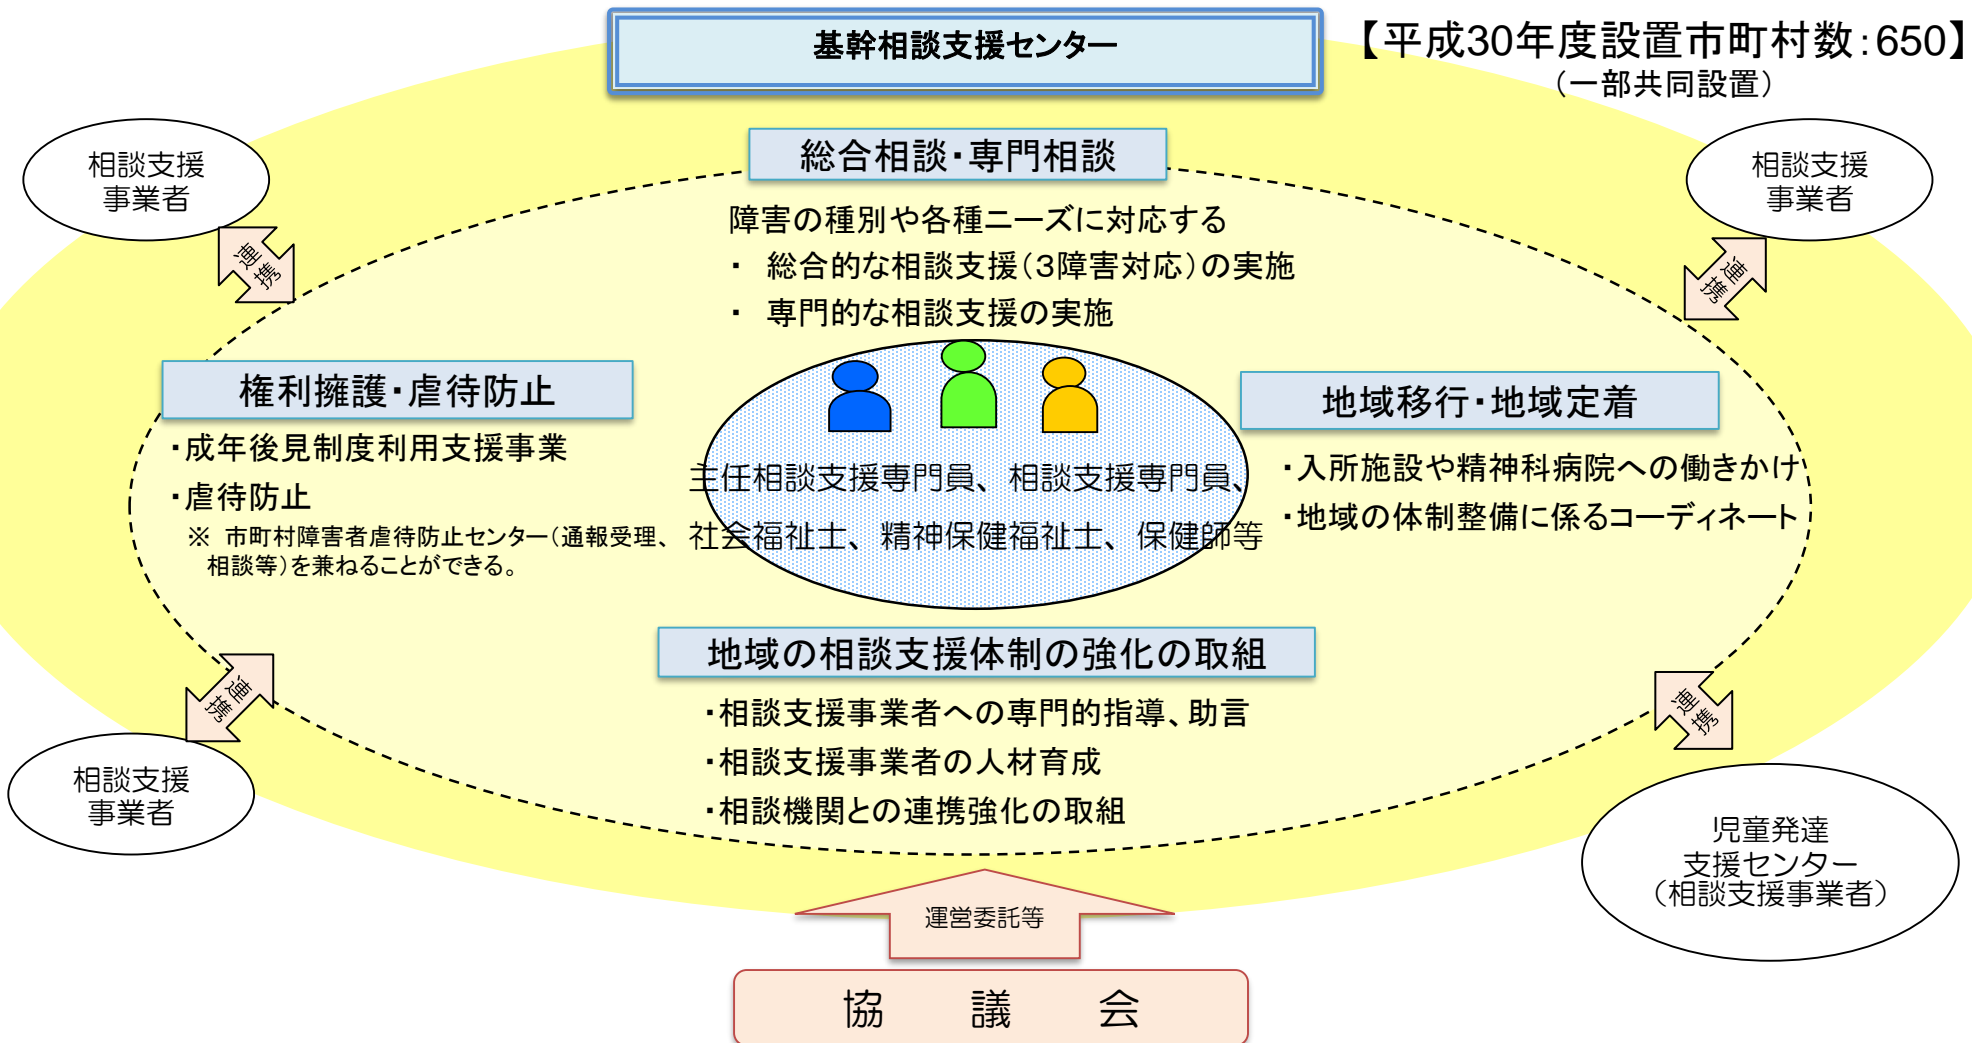 基幹相談支援センター
【平成30年度設置市町村数:650】
（一部共同設置）
相談支援
事業者
総合相談・専門相談
相談支援
事業者
障害の種別や各種ニーズに対応する
・ 総合的な相談支援（3障害対応）の実施
・ 専門的な相談支援の実施
連携
連携
権利擁護・虐待防止
・成年後見制度利用支援事業
・虐待防止
※ 市町村障害者虐待防止センター（通報受理、
相談等）を兼ねることができる。
主任相談支援専門員、相談支援専門員、
社会福祉士、精神保健福祉士、保健師等
地域移行・地域定着
・入所施設や精神科病院への働きかけ
・地域の体制整備に係るコーディネート
地域の相談支援体制の強化の取組
・相談支援事業者への専門的指導、助言
・相談支援事業者の人材育成
・相談機関との連携強化の取組
連携
連携
相談支援
事業者
児童発達
支援センター
（相談支援事業者）
運営委託等
協 議 会